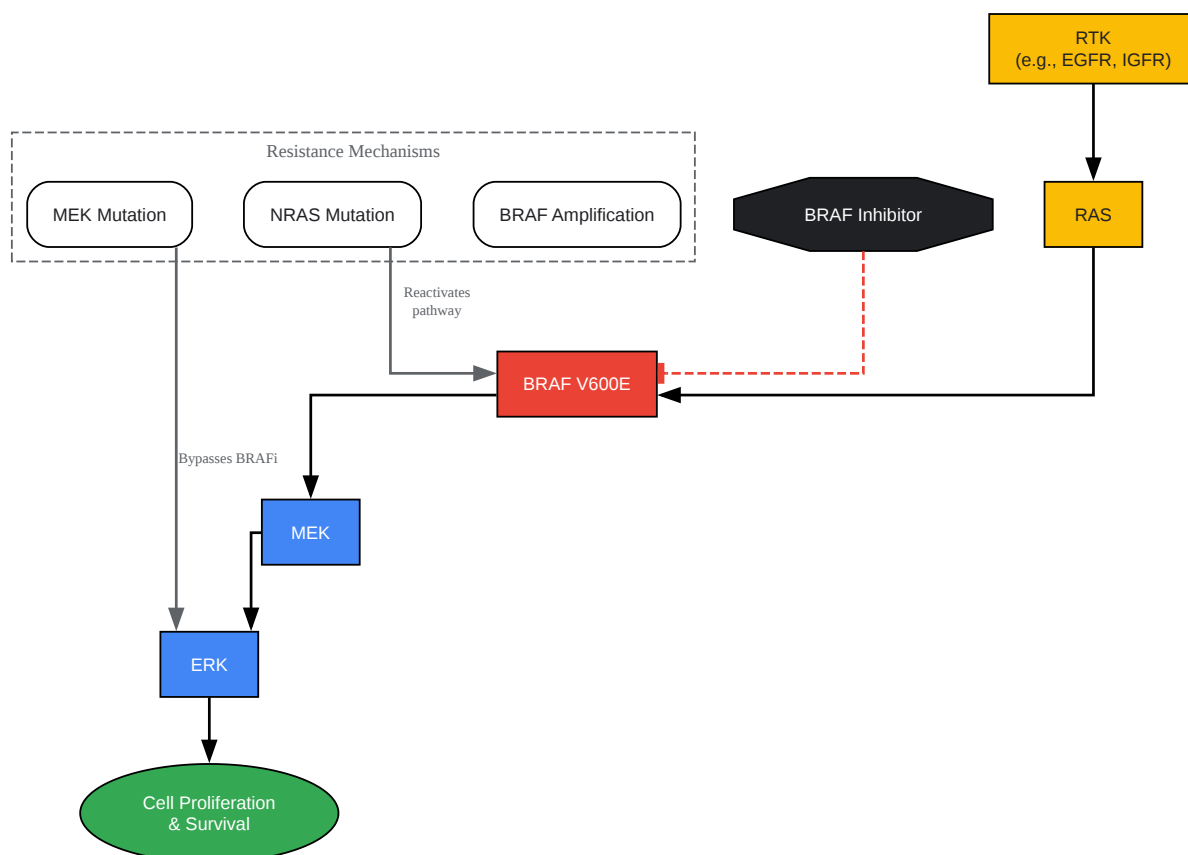 RTK
(e.g., EGFR, IGFR)
Resistance Mechanisms
MEK Mutation
NRAS Mutation
BRAF Amplification
BRAF Inhibitor
RAS
Reactivates
pathway
BRAF V600E
Bypasses BRAFi
MEK
ERK
Cell Proliferation
& Survival